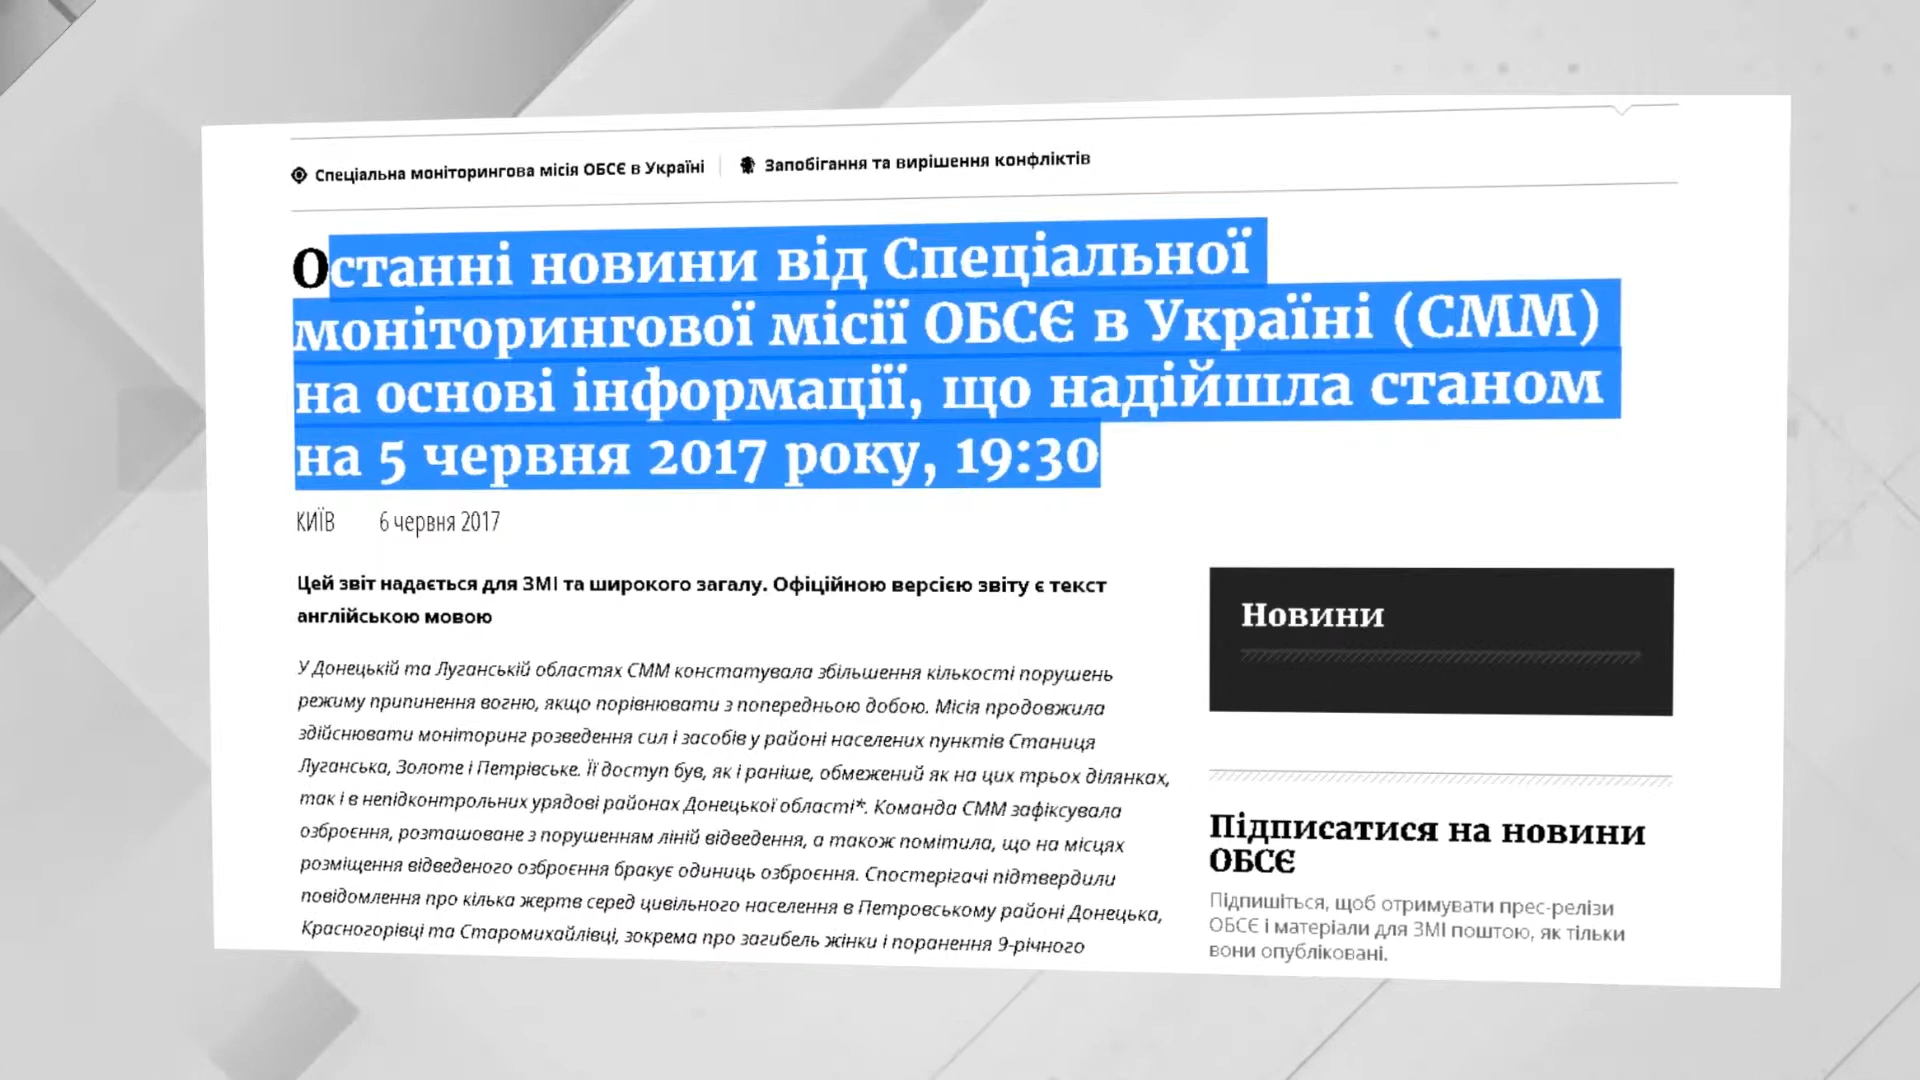 Спеціальна моніторингова місія ОБСЄ в Україні
Запобігання та вирішення конфліктів
Останні новини від Спеціальної
моніторингової місії ОБСЄ в Україні (СММ)
на основі інформації, що надійшла станом
на 5 червня 2017 року, 19:30
КИЇВ 6 червня 2017
Цей звіт надається для ЗМІ та широкого загалу. Офіційною версією звіту є текст
англійською мовою
У Донецькій та Луганській областях СММ констатувала збільшення кількості порушень
режиму припинення вогню, якщо порівнювати з попередньою добою. Місія продовжила
здійснювати моніторинг розведення сил і засобів у районі населених пунктів Станиця
Луганська, Золоте і Петрівське. Її доступ був, як і раніше, обмежений як на цих трьох ділянках,
так і в непідконтрольних урядові районах Донецької області*. Команда СММ зафіксувала
озброєння, розташоване з порушенням ліній відведення, а також помітила, що на місцях
розміщення відведеного озброєння бракує одиниць озброєння. Спостерігачі підтвердили
повідомлення про кілька жертв серед цивільного населення в Петровському районі Донецька,
Красногорівці та Старомихайлівці, зокрема про загибель жінки і поранення 9-річного
Новини
Підписатися на новини
ОБСЄ
Підпишіться, щоб отримувати прес-релізи
ОБСЄ і матеріали для ЗМІ поштою, як тільки
вони опубліковані.